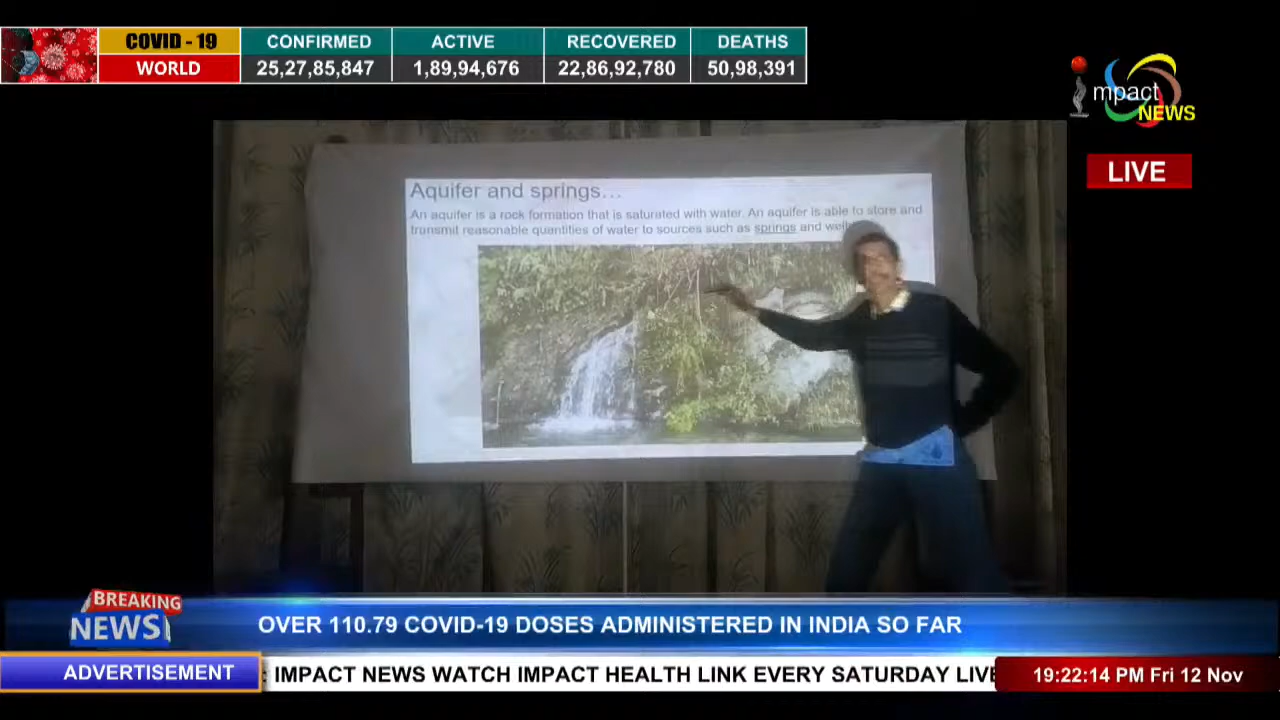 COVID - 19 CONFIRMED ACTIVE RECOVERED DEATHS
WORLD 25,27,85,847 1,89,94,676 22,86,92,780 50,98,391
impact
NEWS
LIVE
Aquifer and springs...
An aquifer is a rock formation that is saturated with water. An aquifer is able to store and
transmit reasonable quantities of water to sources such as springs and
BREAKING
NEWS
OVER 110.79 COVID-19 DOSES ADMINISTERED IN INDIA SO FAR
ADVERTISEMENT : IMPACT NEWS WATCH IMPACT HEALTH LINK EVERY SATURDAY LIVE 19:22:14 PM Fri 12 Nov